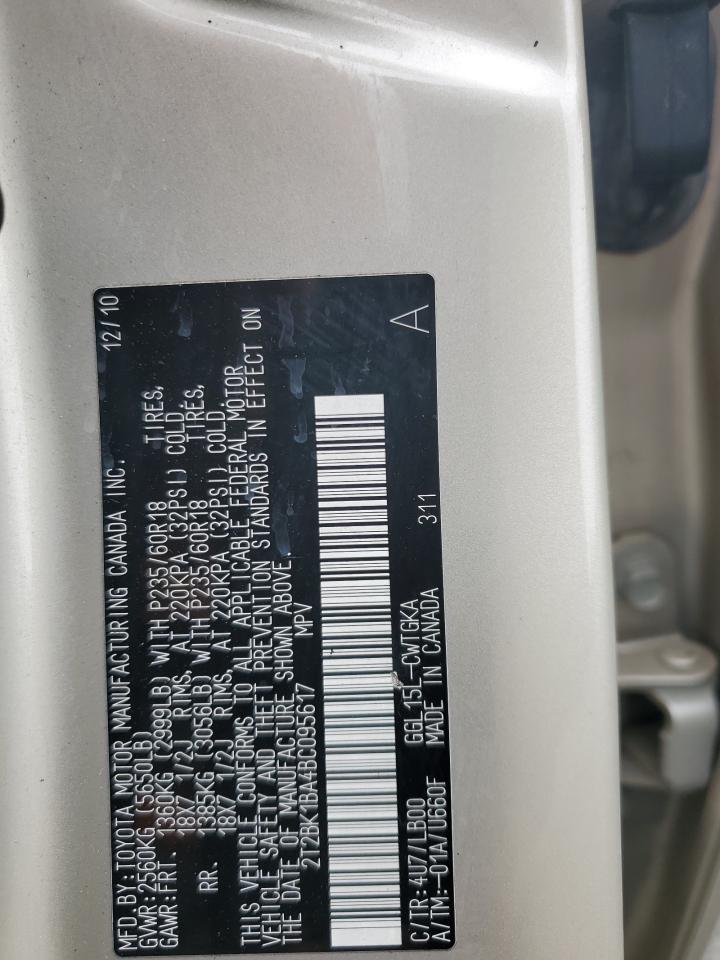 MFD. BY: TOYOTA MOTOR MANUFACTURING CANADA INC. 12/10
GVWR: 2560KG (5650LB)
GAWR: FRT. 1360KG (2999LB) WITH P235/60R18 TIRES,
18X7 1/2J RIMS, AT 220KPA (32PSI) COLD
RR. 1385KG (3056LB) WITH P235/60R18 TIRES,
18X7 1/2J RIMS, AT 220KPA (32PSI) COLD.
THIS VEHICLE CONFORMS TO ALL APPLICABLE FEDERAL MOTOR
VEHICLE SAFETY AND THEFT PREVENTION STANDARDS IN EFFECT ON
THE DATE OF MANUFACTURE SHOWN ABOVE.
2T2BK1BA4BC095617 MPV
C/TR: 4U7/LB00 GGL15L-CWTGKA 311 A
A/TM: -01A/U660F MADE IN CANADA